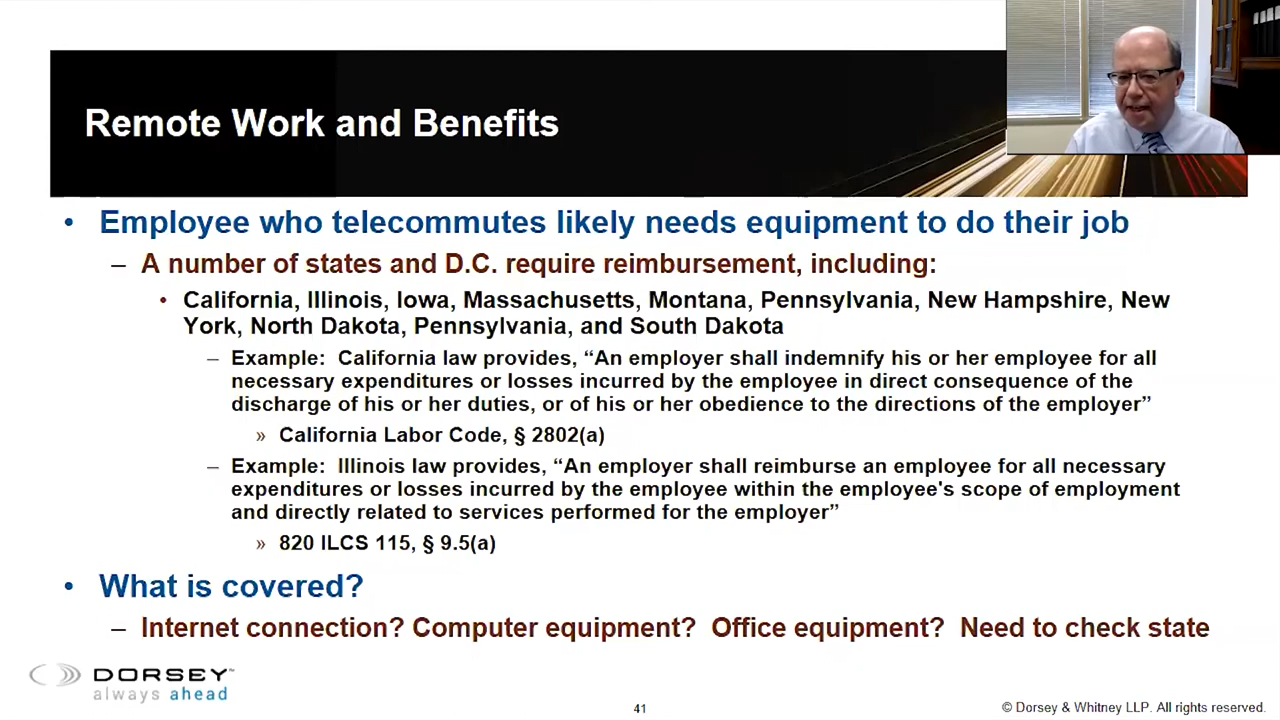 Remote Work and Benefits
• Employee who telecommutes likely needs equipment to do their job
– A number of states and D.C. require reimbursement, including:
• California, Illinois, Iowa, Massachusetts, Montana, Pennsylvania, New Hampshire, New
York, North Dakota, Pennsylvania, and South Dakota
– Example: California law provides, “An employer shall indemnify his or her employee for all
necessary expenditures or losses incurred by the employee in direct consequence of the
discharge of his or her duties, or of his or her obedience to the directions of the employer”
» California Labor Code, § 2802(a)
– Example: Illinois law provides, “An employer shall reimburse an employee for all necessary
expenditures or losses incurred by the employee within the employee's scope of employment
and directly related to services performed for the employer”
» 820 ILCS 115, § 9.5(a)
• What is covered?
– Internet connection? Computer equipment? Office equipment? Need to check state
DORSEY™
always ahead
41
© Dorsey & Whitney LLP. All rights reserved.